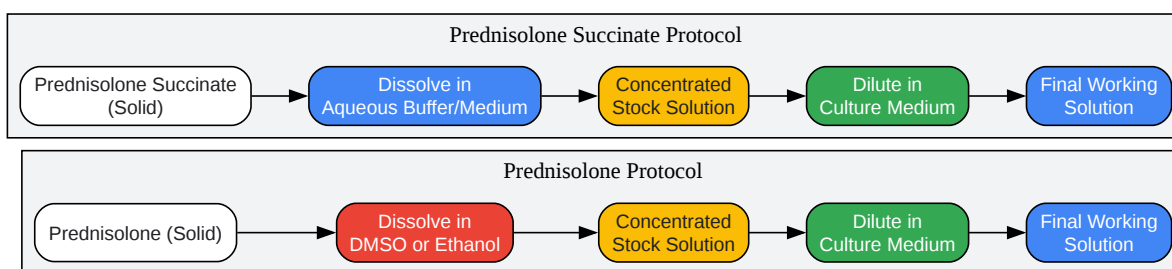 Prednisolone Succinate Protocol
Prednisolone Succinate
(Solid)
Dissolve in
Aqueous Buffer/Medium
Concentrated
Stock Solution
Dilute in
Culture Medium
Final Working
Solution
Prednisolone Protocol
Prednisolone (Solid)
Dissolve in
DMSO or Ethanol
Concentrated
Stock Solution
Dilute in
Culture Medium
Final Working
Solution